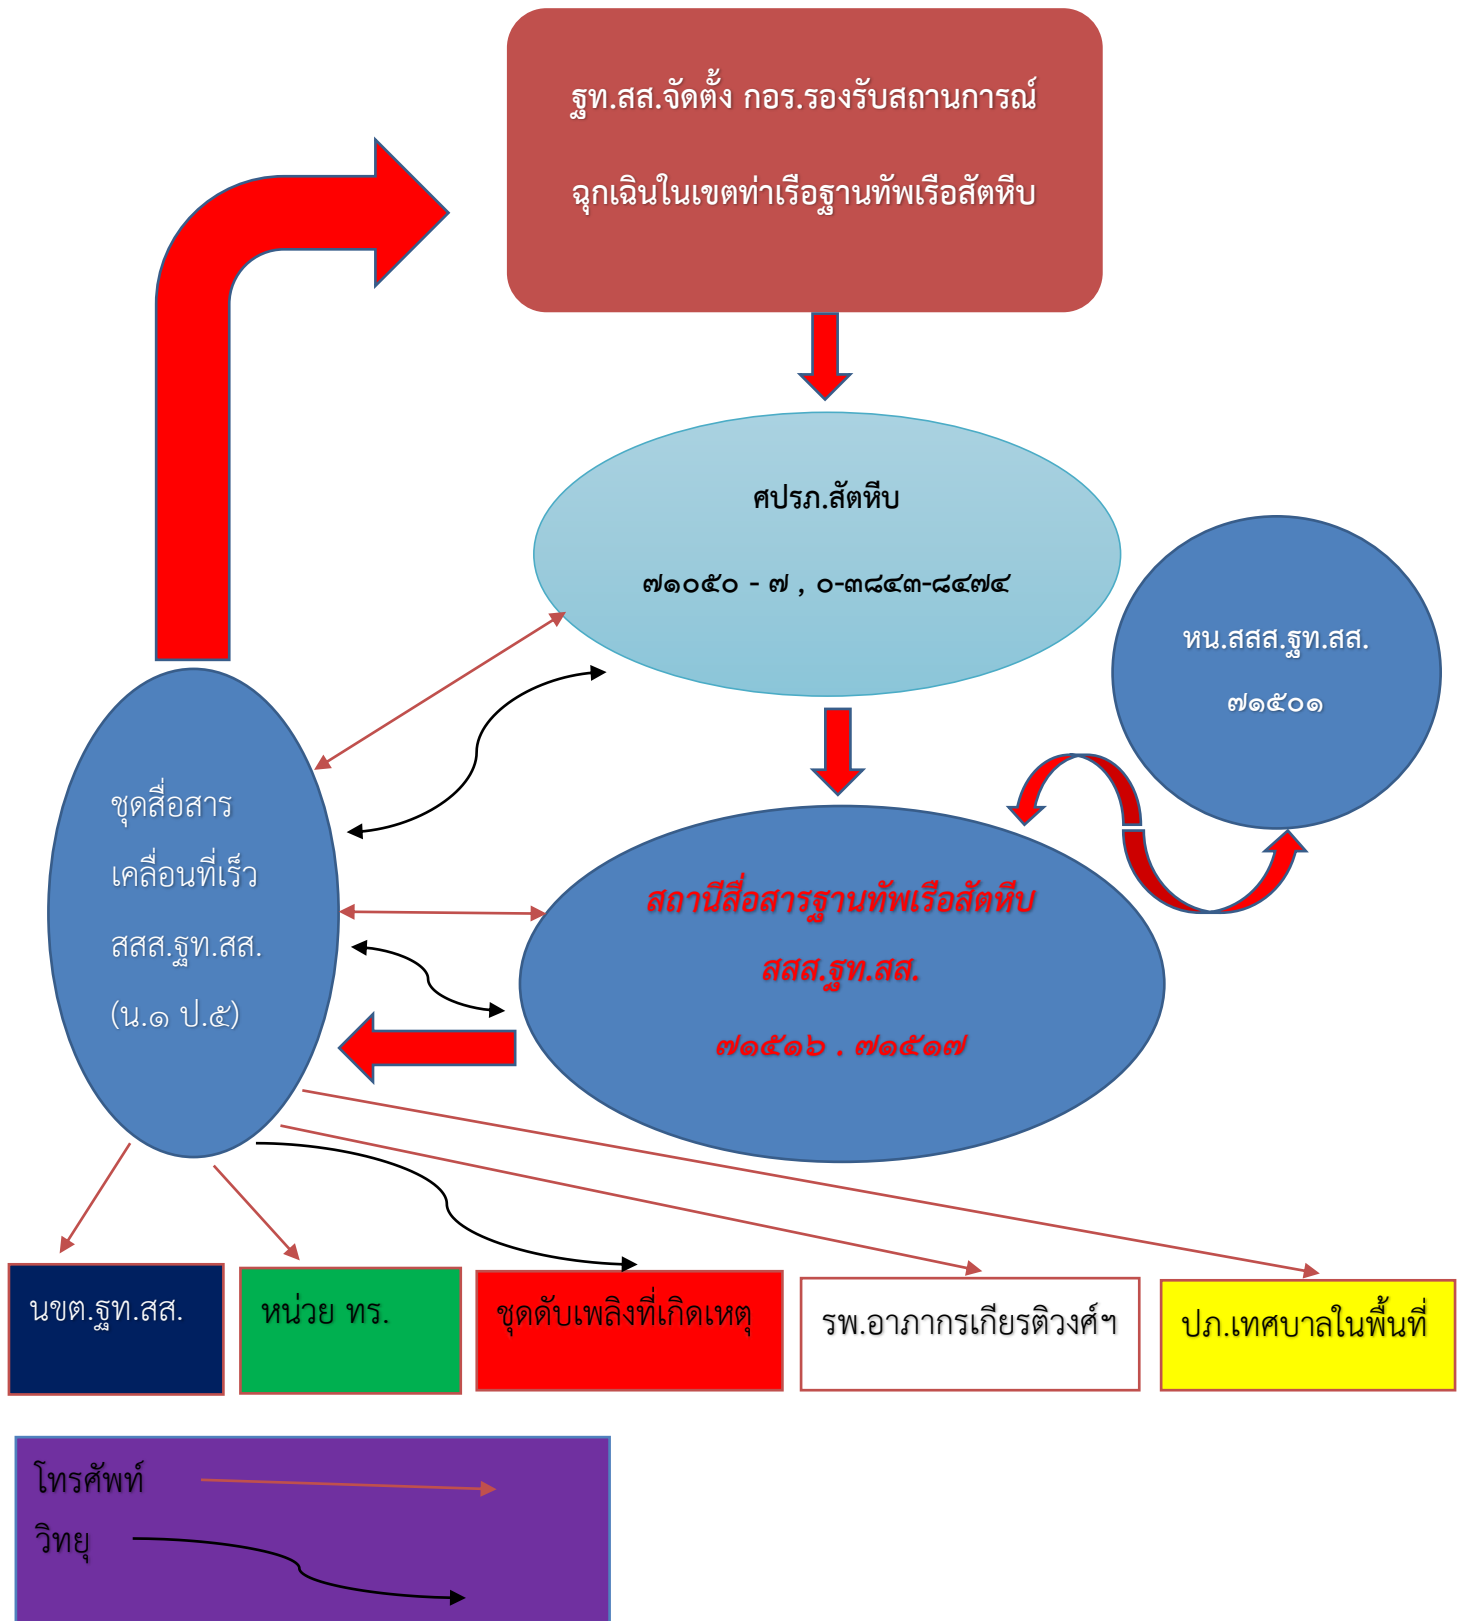 ฐท.สส.จัดตั้ง กอร.รองรับสถานการณ์
ฉุกเฉินในเขตท่าเรือฐานทัพเรือสัตหีบ
ศปรภ.สัตหีบ
๗๑๐๕๐ - ๗ , ๐-๓๘๔๓-๘๔๗๔
หน.สสส.ฐท.สส.
๗๑๕๐๑
ชุดสื่อสาร
เคลื่อนที่เร็ว
สสส.ฐท.สส.
(น.๑ ป.๕)
สถานีสื่อสารฐานทัพเรือสัตหีบ
สสส.ฐท.สส.
๗๑๕๑๖ . ๗๑๕๑๗
นขต.ฐท.สส.
หน่วย ทร.
ชุดดับเพลิงที่เกิดเหตุ
รพ.อาภากรเกียรติวงศ์ฯ
ปภ.เทศบาลในพื้นที่
โทรศัพท์
วิทยุ